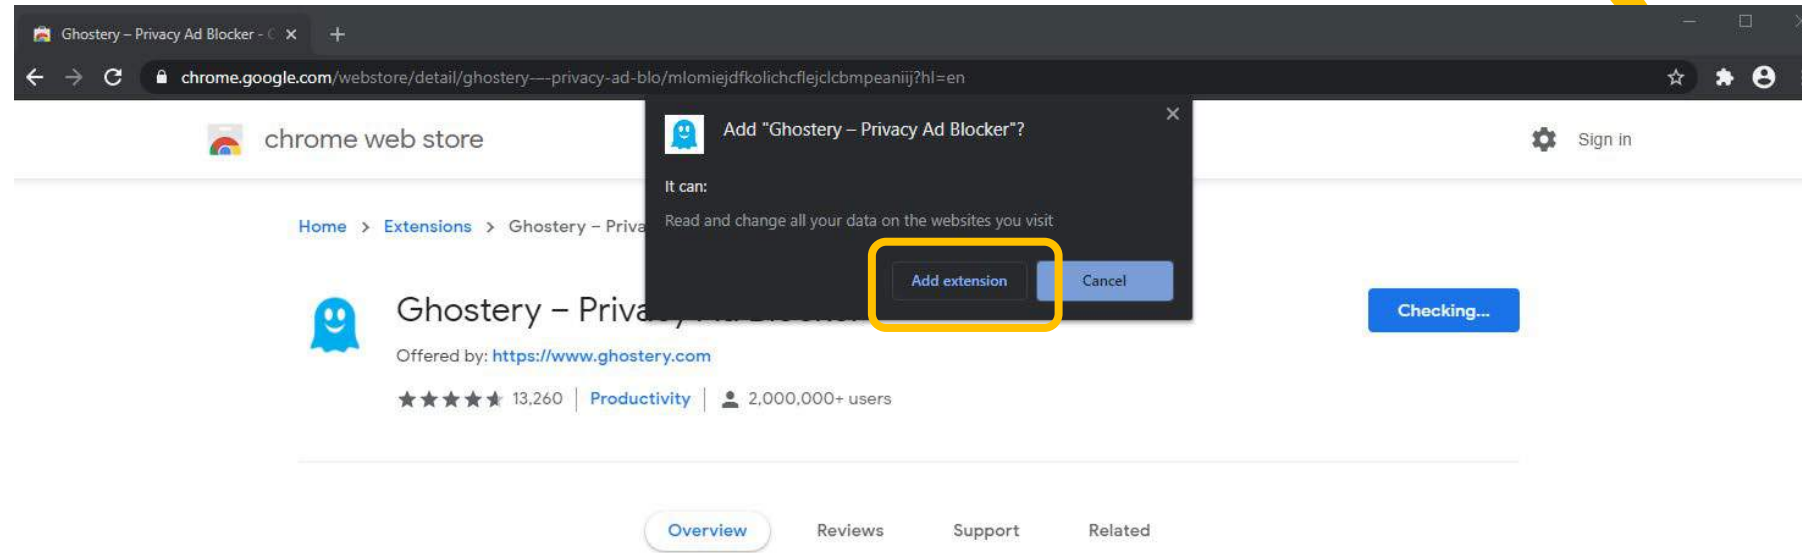 Ghostery – Privacy Ad Blocker - C
chrome.google.com/webstore/detail/ghostery-–-privacy-ad-blo/mlomiejdfkolichcflejclcbmpeaniij?hl=en
chrome web store
Add "Ghostery – Privacy Ad Blocker"?
Sign in
It can:
Read and change all your data on the websites you visit
Home > Extensions > Ghostery – Priva
Add extension
Cancel
Ghostery – Privacy Ad Blocker
Checking...
Offered by: https://www.ghostery.com
13,260 | Productivity | 2,000,000+ users
Overview Reviews Support Related